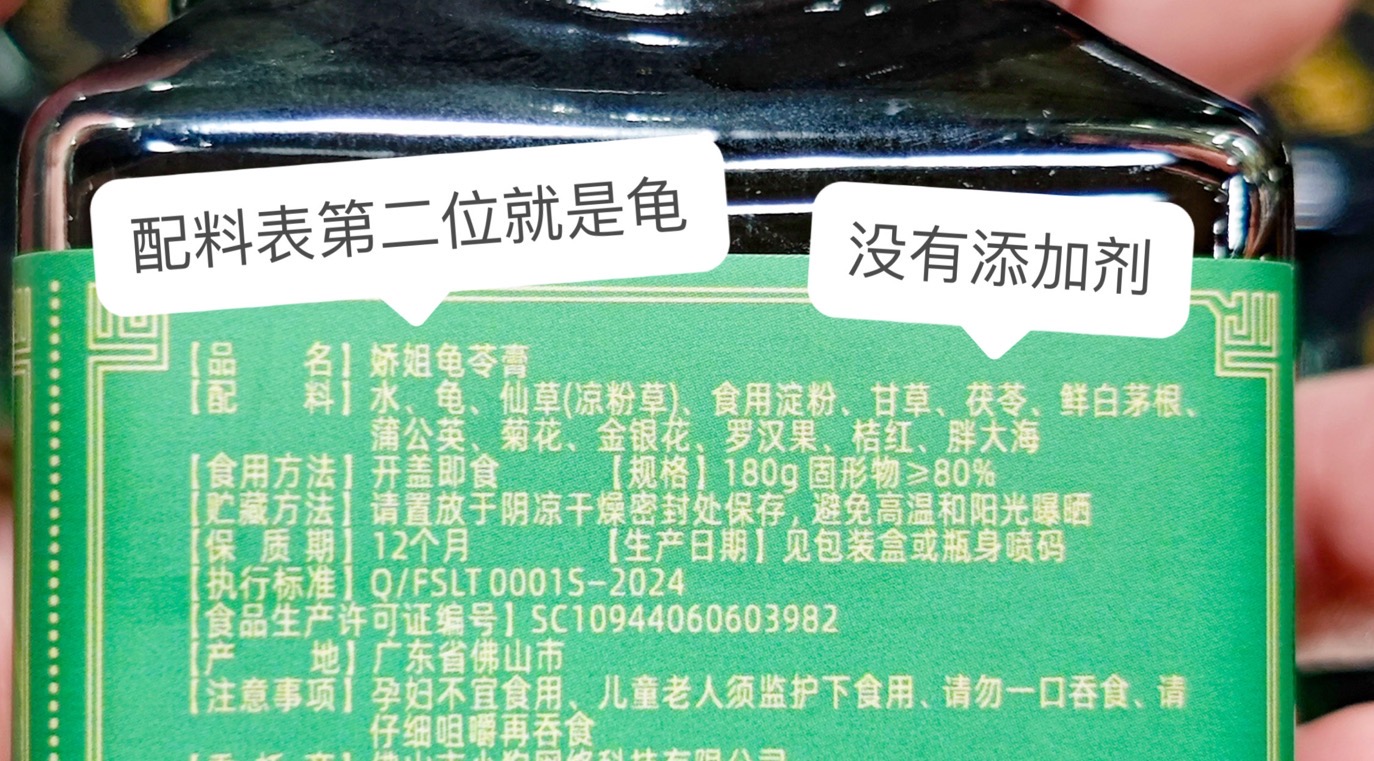 配料表第二位就是龟
没有添加剂
【品 名】娇姐龟苓膏
【配 料】水、龟、仙草(凉粉草)、食用淀粉、甘草、茯苓、鲜白茅根、
蒲公英、菊花、金银花、罗汉果、桔红、胖大海
【食用方法】开盖即食 【规格】180g 固形物≥80%
【贮藏方法】请置放于阴凉干燥密封处保存，避免高温和阳光曝晒
【保 质 期】12个月 【生产日期】见包装盒或瓶身喷码
【执行标准】Q/FSLT 0001S-2024
【食品生产许可证编号】SC10944060603982
【产 地】广东省佛山市
【注意事项】孕妇不宜食用、儿童老人须监护下食用、请勿一口吞食、请
仔细咀嚼再吞食